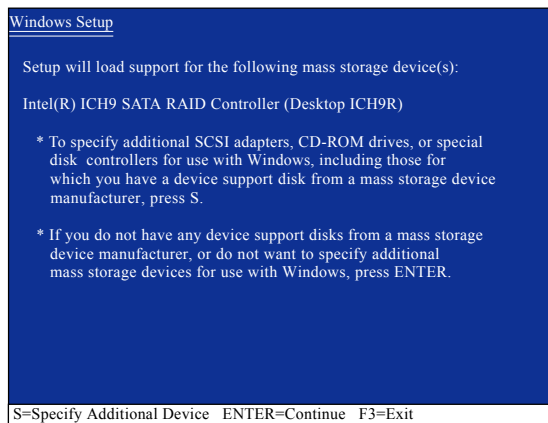 Windows Setup
Setup will load support for the following mass storage device(s):
Intel(R) ICH9 SATA RAID Controller (Desktop ICH9R)
* To specify additional SCSI adapters, CD-ROM drives, or special
disk controllers for use with Windows, including those for
which you have a device support disk from a mass storage device
manufacturer, press S.
* If you do not have any device support disks from a mass storage
device manufacturer, or do not want to specify additional
mass storage devices for use with Windows, press ENTER.
S=Specify Additional Device ENTER=Continue F3=Exit